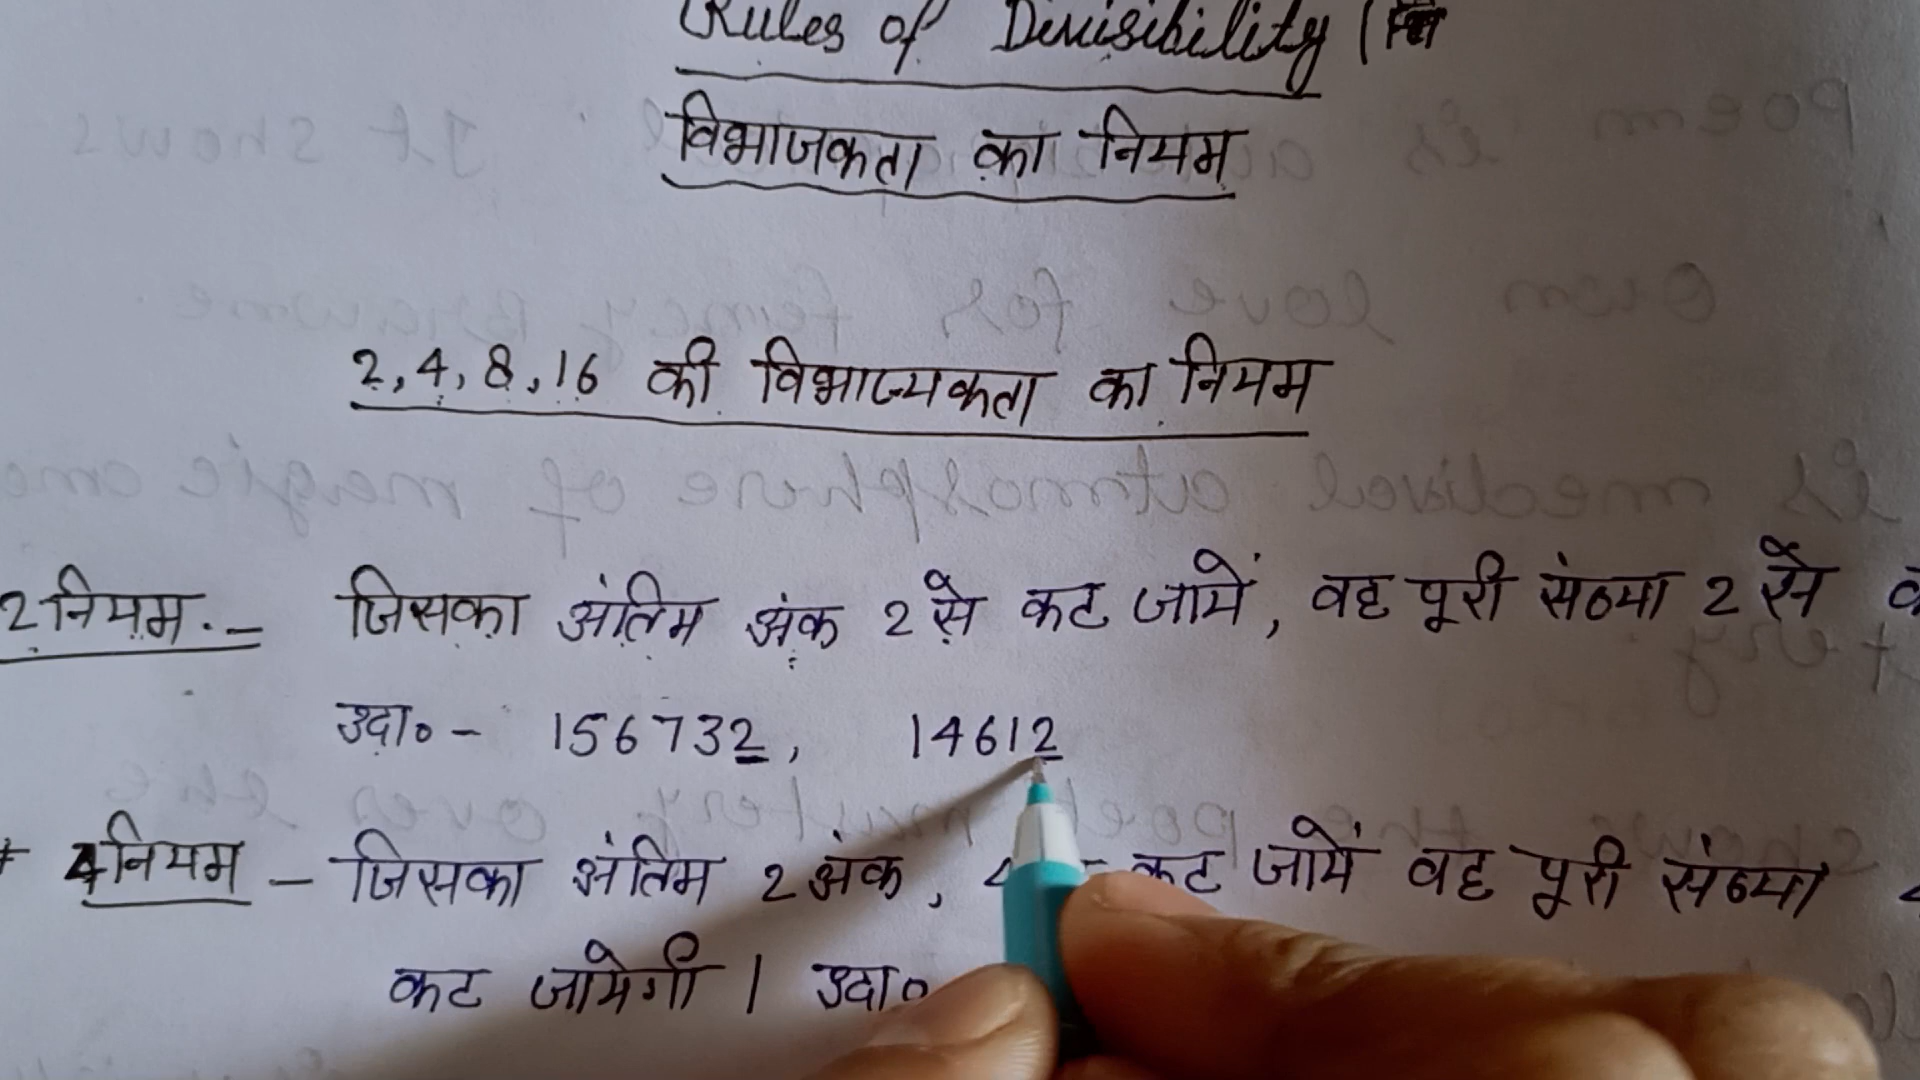 Rules of Divisibility
विभाजकता का नियम
2, 4, 8, 16 की विभाज्यकता का नियम
2 नियम.- जिसका अंतिम अंक 2 से कट जाये, वह पूरी संख्या 2 से
उदा० - 156732, 14612
4 नियम - जिसका अंतिम 2 अंक, 4 कट जाये वह पूरी संख्या
कट जायेगी । उदा०